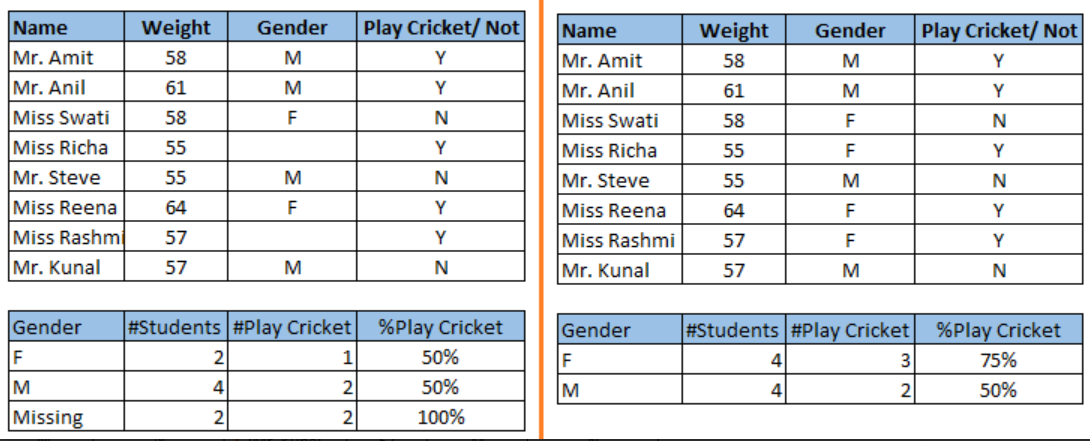 Name Weight Gender Play Cricket/ Not
Mr. Amit 58 M Y
Mr. Anil 61 M Y
Miss Swati 58 F N
Miss Richa 55 Y
Mr. Steve 55 M N
Miss Reena 64 F Y
Miss Rashmi 57 Y
Mr. Kunal 57 M N
Gender #Students #Play Cricket %Play Cricket
F 2 1 50%
M 4 2 50%
Missing 2 2 100%
Name Weight Gender Play Cricket/ Not
Mr. Amit 58 M Y
Mr. Anil 61 M Y
Miss Swati 58 F N
Miss Richa 55 F Y
Mr. Steve 55 M N
Miss Reena 64 F Y
Miss Rashmi 57 F Y
Mr. Kunal 57 M N
Gender #Students #Play Cricket %Play Cricket
F 4 3 75%
M 4 2 50%